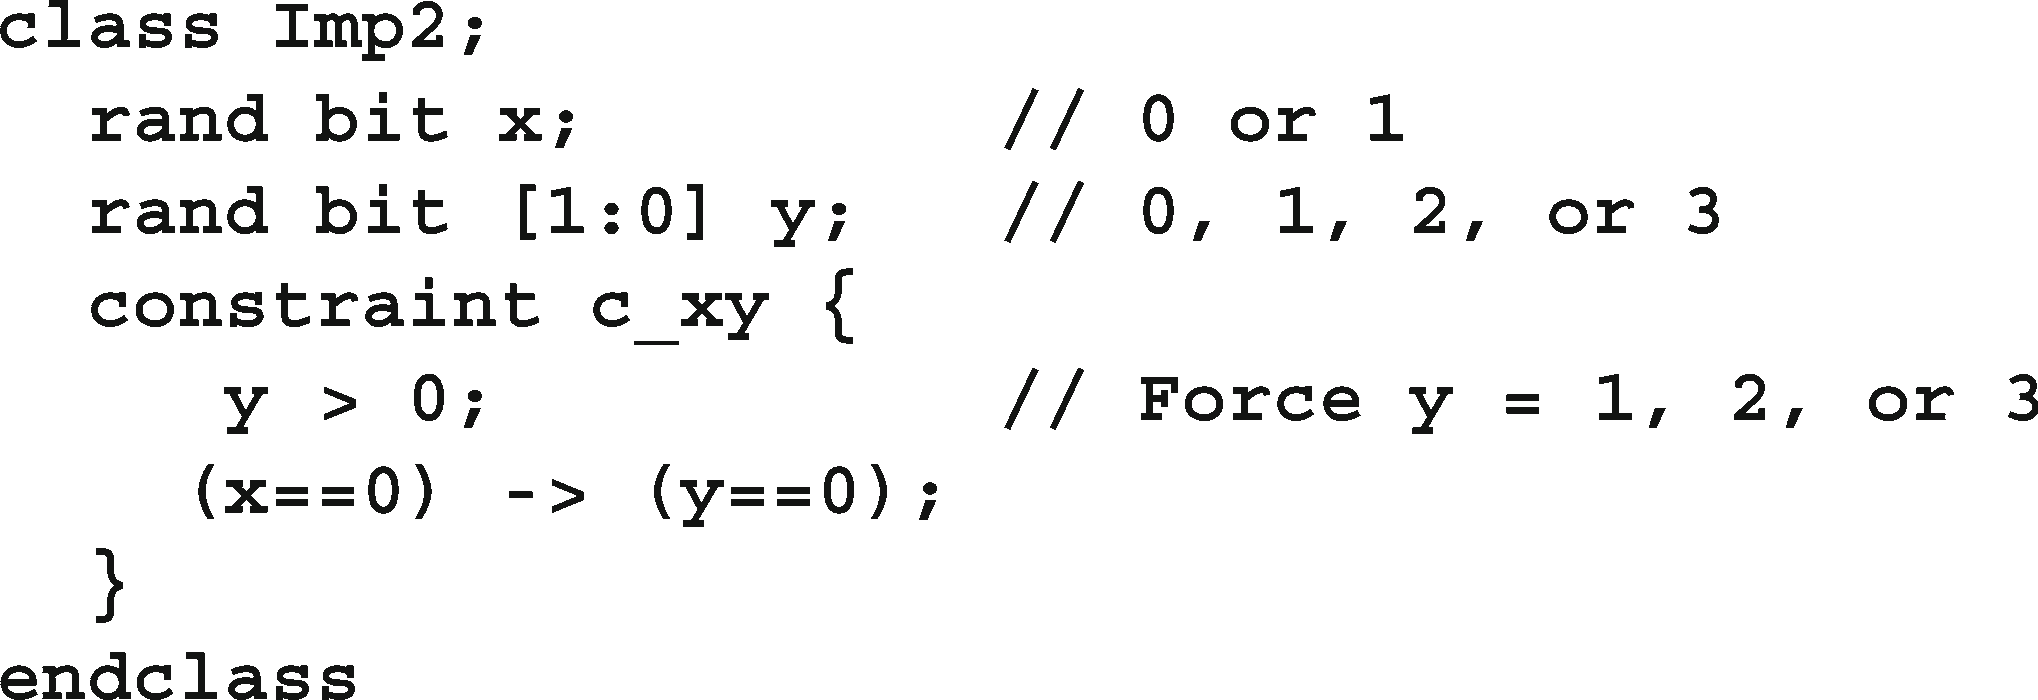 class Imp2;
  rand bit x;         // 0 or 1
  rand bit [1:0] y;   // 0, 1, 2, or 3
  constraint c_xy {
     y > 0;           // Force y = 1, 2, or 3
    (x==0) -> (y==0);
  }
endclass